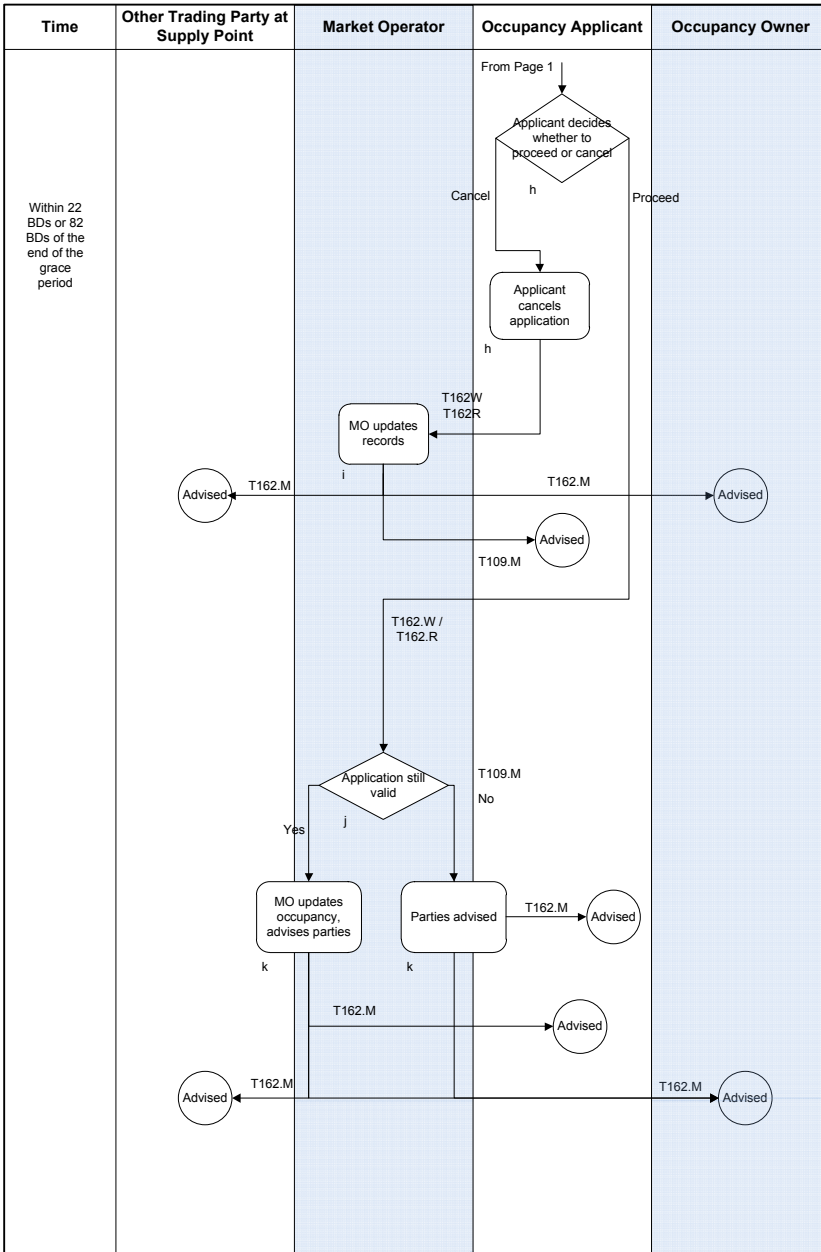 Time
Other Trading Party at
Supply Point
Market Operator
Occupancy Applicant
Occupancy Owner
From Page 1
Applicant decides
whether to
proceed or cancel
h
Cancel
Proceed
Within 22
BDs or 82
BDs of the
end of the
grace
period
Applicant
cancels
application
h
T162W
T162R
MO updates
records
i
Advised
T162.M
T162.M
Advised
Advised
T109.M
T162.W /
T162.R
Application still
valid
j
T109.M
No
Yes
MO updates
occupancy,
advises parties
k
Parties advised
k
T162.M
Advised
T162.M
Advised
Advised
T162.M
T162.M
Advised